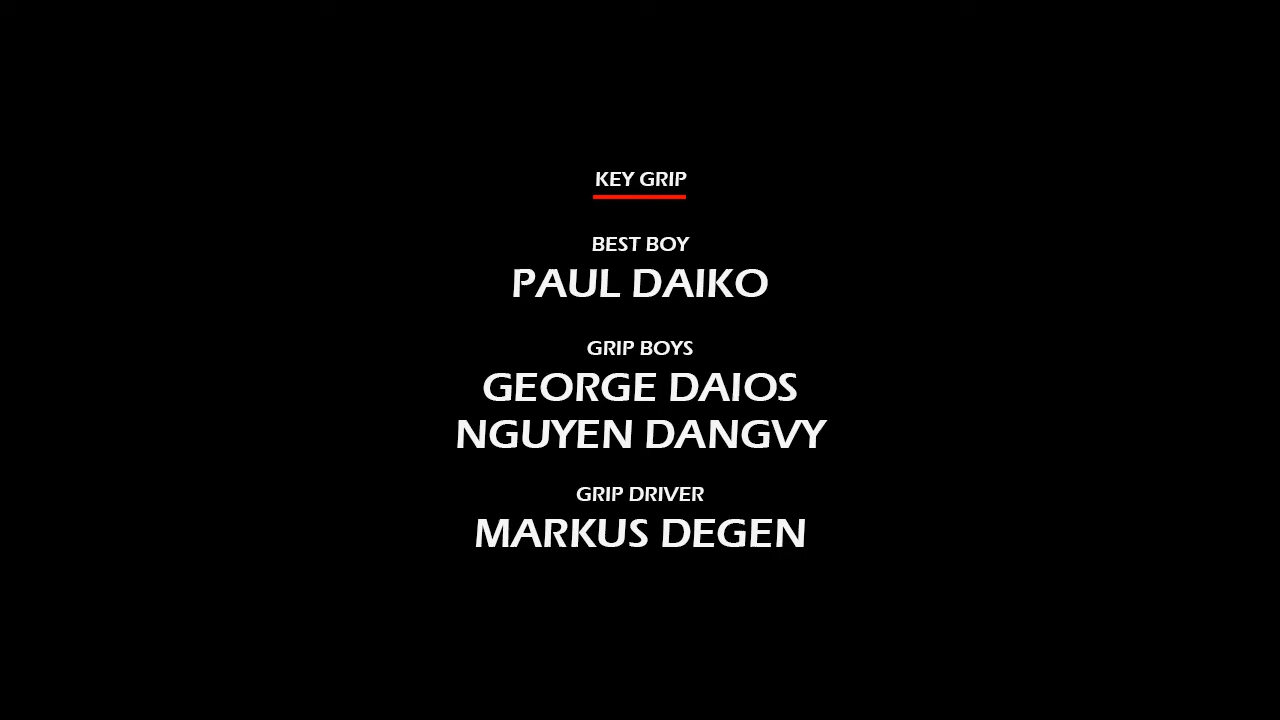 KEY GRIP
BEST BOY
PAUL DAIKO
GRIP BOYS
GEORGE DAIOS
NGUYEN DANGVY
GRIP DRIVER
MARKUS DEGEN